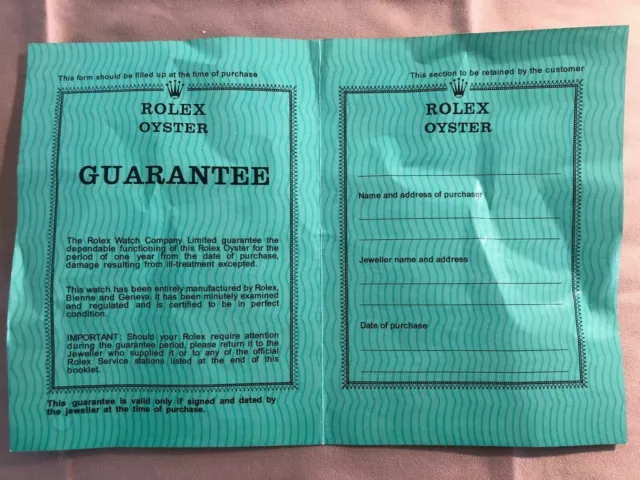 This form should be filled up at the time of purchase
ROLEX
OYSTER
GUARANTEE
The Rolex Watch Company Limited guarantee the
dependable functioning of this Rolex Oyster for the
period of one year from the date of purchase,
damage resulting from ill-treatment excepted.
This watch has been entirely manufactured by Rolex,
Bienne and Geneva. It has been minutely examined
and regulated and is certified to be in perfect
condition.
IMPORTANT: Should your Rolex require attention
during the guarantee period, please return it to the
Jeweller who supplied it or to any of the official
Rolex Service stations listed at the end of this
booklet.
This guarantee is valid only if signed and dated by
the jeweller at the time of purchase.
This section to be retained by the customer
ROLEX
OYSTER
Name and address of purchaser
Jeweller name and address
Date of purchase